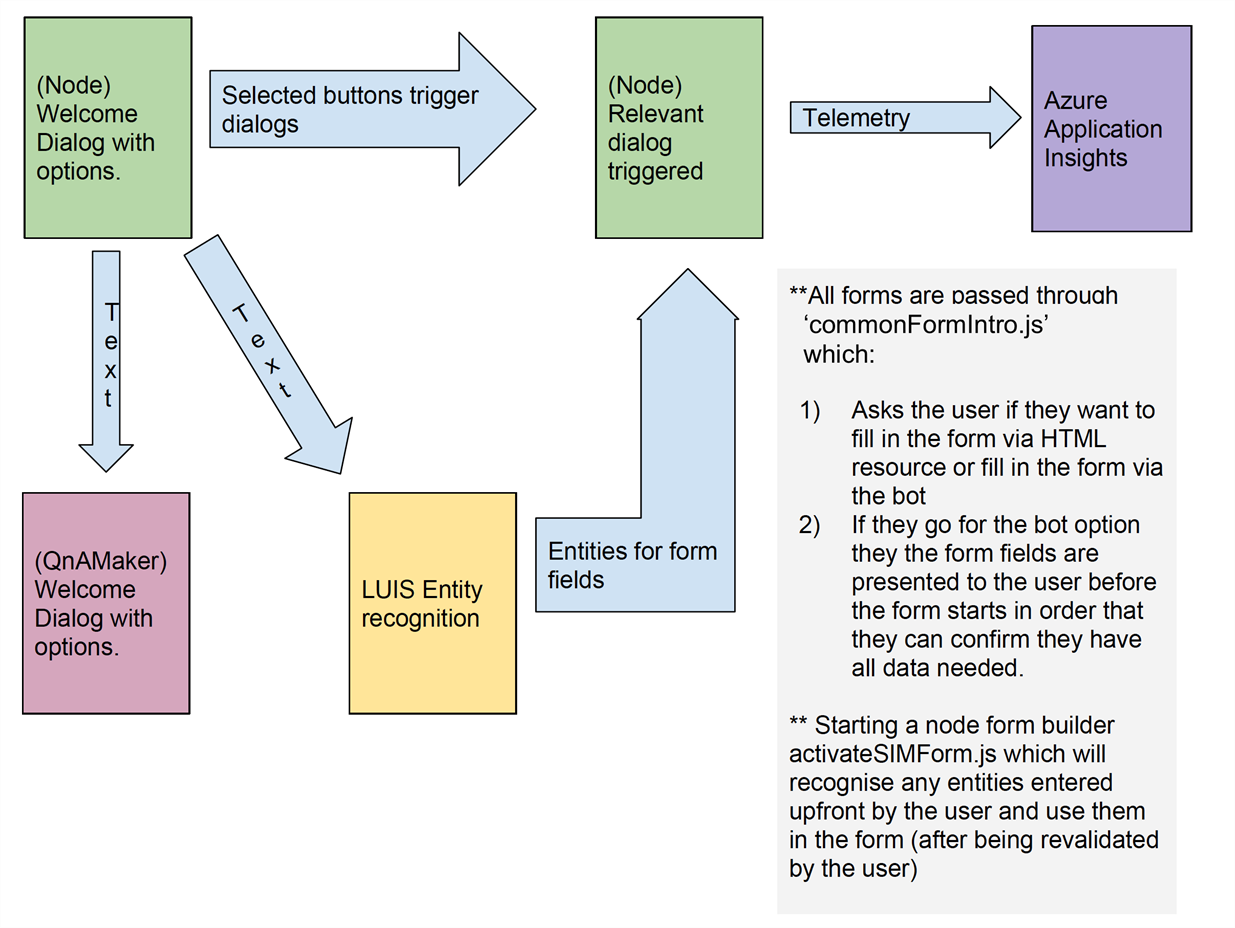 (Node)
Welcome
Dialog with
options.
Selected buttons trigger
dialogs
(Node)
Relevant
dialog
triggered
Telemetry
Azure
Application
Insights
Text
Text
(QnAMaker)
Welcome
Dialog with
options.
LUIS Entity
recognition
Entities for form
fields
**All forms are passed through
‘commonFormIntro.js’
which:
1) Asks the user if they want to
fill in the form via HTML
resource or fill in the form via
the bot
2) If they go for the bot option
they the form fields are
presented to the user before
the form starts in order that
they can confirm they have
all data needed.
** Starting a node form builder
activateSIMForm.js which will
recognise any entities entered
upfront by the user and use them
in the form (after being revalidated
by the user)